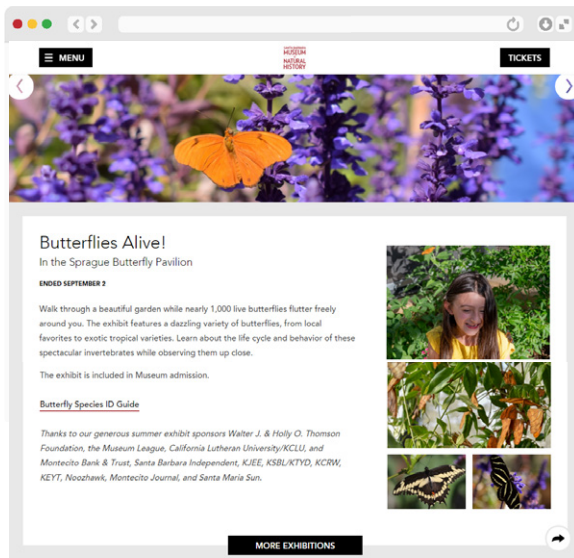 MENU
SANTA BARBARA
MUSEUM
OF
NATURAL
HISTORY
TICKETS
Butterflies Alive!
In the Sprague Butterfly Pavilion
ENDED SEPTEMBER 2
Walk through a beautiful garden while nearly 1,000 live butterflies flutter freely
around you. The exhibit features a dazzling variety of butterflies, from local
favorites to exotic tropical varieties. Learn about the life cycle and behavior of these
spectacular invertebrates while observing them up close.
The exhibit is included in Museum admission.
Butterfly Species ID Guide
Thanks to our generous summer exhibit sponsors Walter J. & Holly O. Thomson
Foundation, the Museum League, California Lutheran University/KCLU, and
Montecito Bank & Trust, Santa Barbara Independent, KJEE, KSBL/KTYD, KCRW,
KEYT, Noozhawk, Montecito Journal, and Santa Maria Sun.
MORE EXHIBITIONS